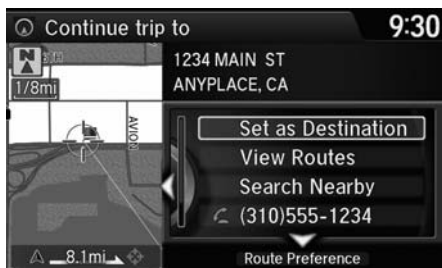 Continue trip to
9:30
N
1/8mi
AVION
8.1mi
1234 MAIN ST
ANYPLACE, CA
Set as Destination
View Routes
Search Nearby
(310)555-1234
Route Preference